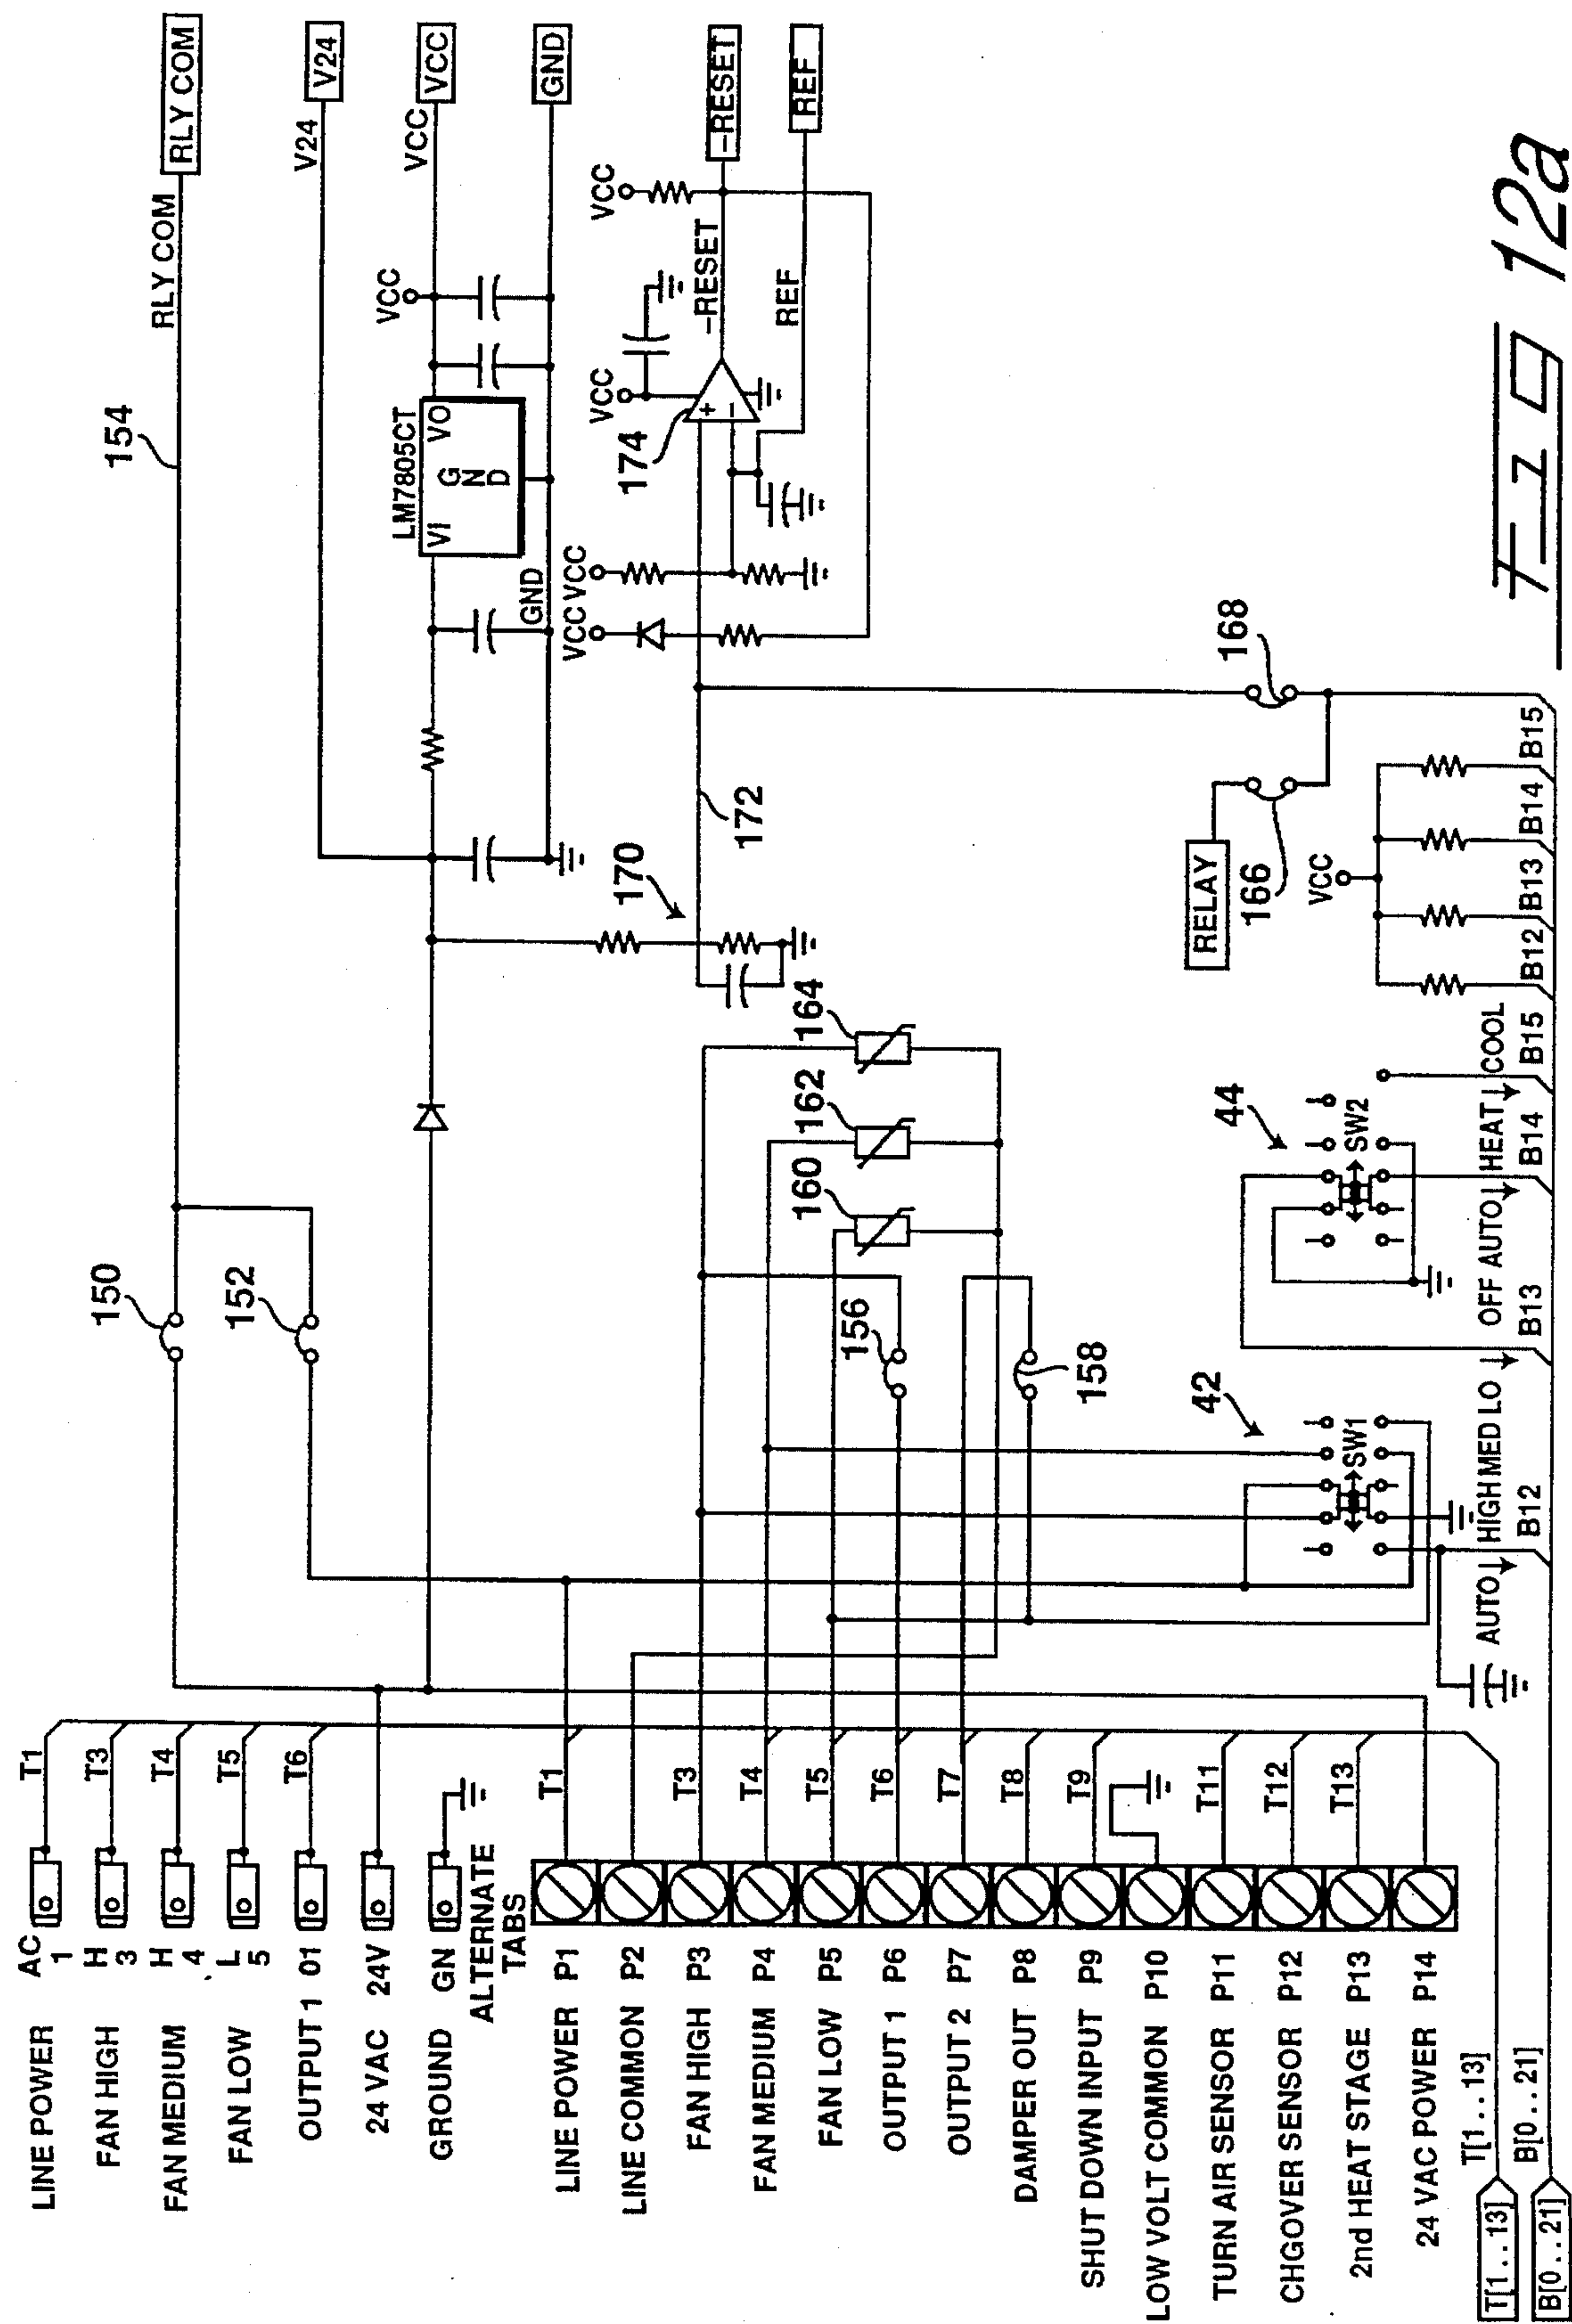 RLY COM
RLY COM
154
V24
V24
VCC
VCC
VCC
GND
GND
LM7805CT
VI
VO
GND
150
152
170
172
174
VCC
VCC
VCC
VCC
+
−
-RESET
-RESET
REF
REF
164
162
160
156
158
168
166
RELAY
VCC
B12
B13
B14
B15
44
SW2
42
SW1
AUTO
HIGH
MED
LO
OFF
AUTO
HEAT
COOL
B12
B13
B14
B15
LINE POWER AC 1 T1
FAN HIGH H 3 T3
FAN MEDIUM H 4 T4
FAN LOW L 5 T5
OUTPUT 1 01 T6
24 VAC 24V
GROUND GN
ALTERNATE
TABS
LINE POWER P1 T1
LINE COMMON P2
FAN HIGH P3 T3
FAN MEDIUM P4 T4
FAN LOW P5 T5
OUTPUT 1 P6 T6
OUTPUT 2 P7 T7
DAMPER OUT P8 T8
SHUT DOWN INPUT P9 T9
LOW VOLT COMMON P10
TURN AIR SENSOR P11 T11
CHGOVER SENSOR P12 T12
2nd HEAT STAGE P13 T13
24 VAC POWER P14
T[1..13]
T[1..13]
B[0..21]
B[0..21]
FIG 12a